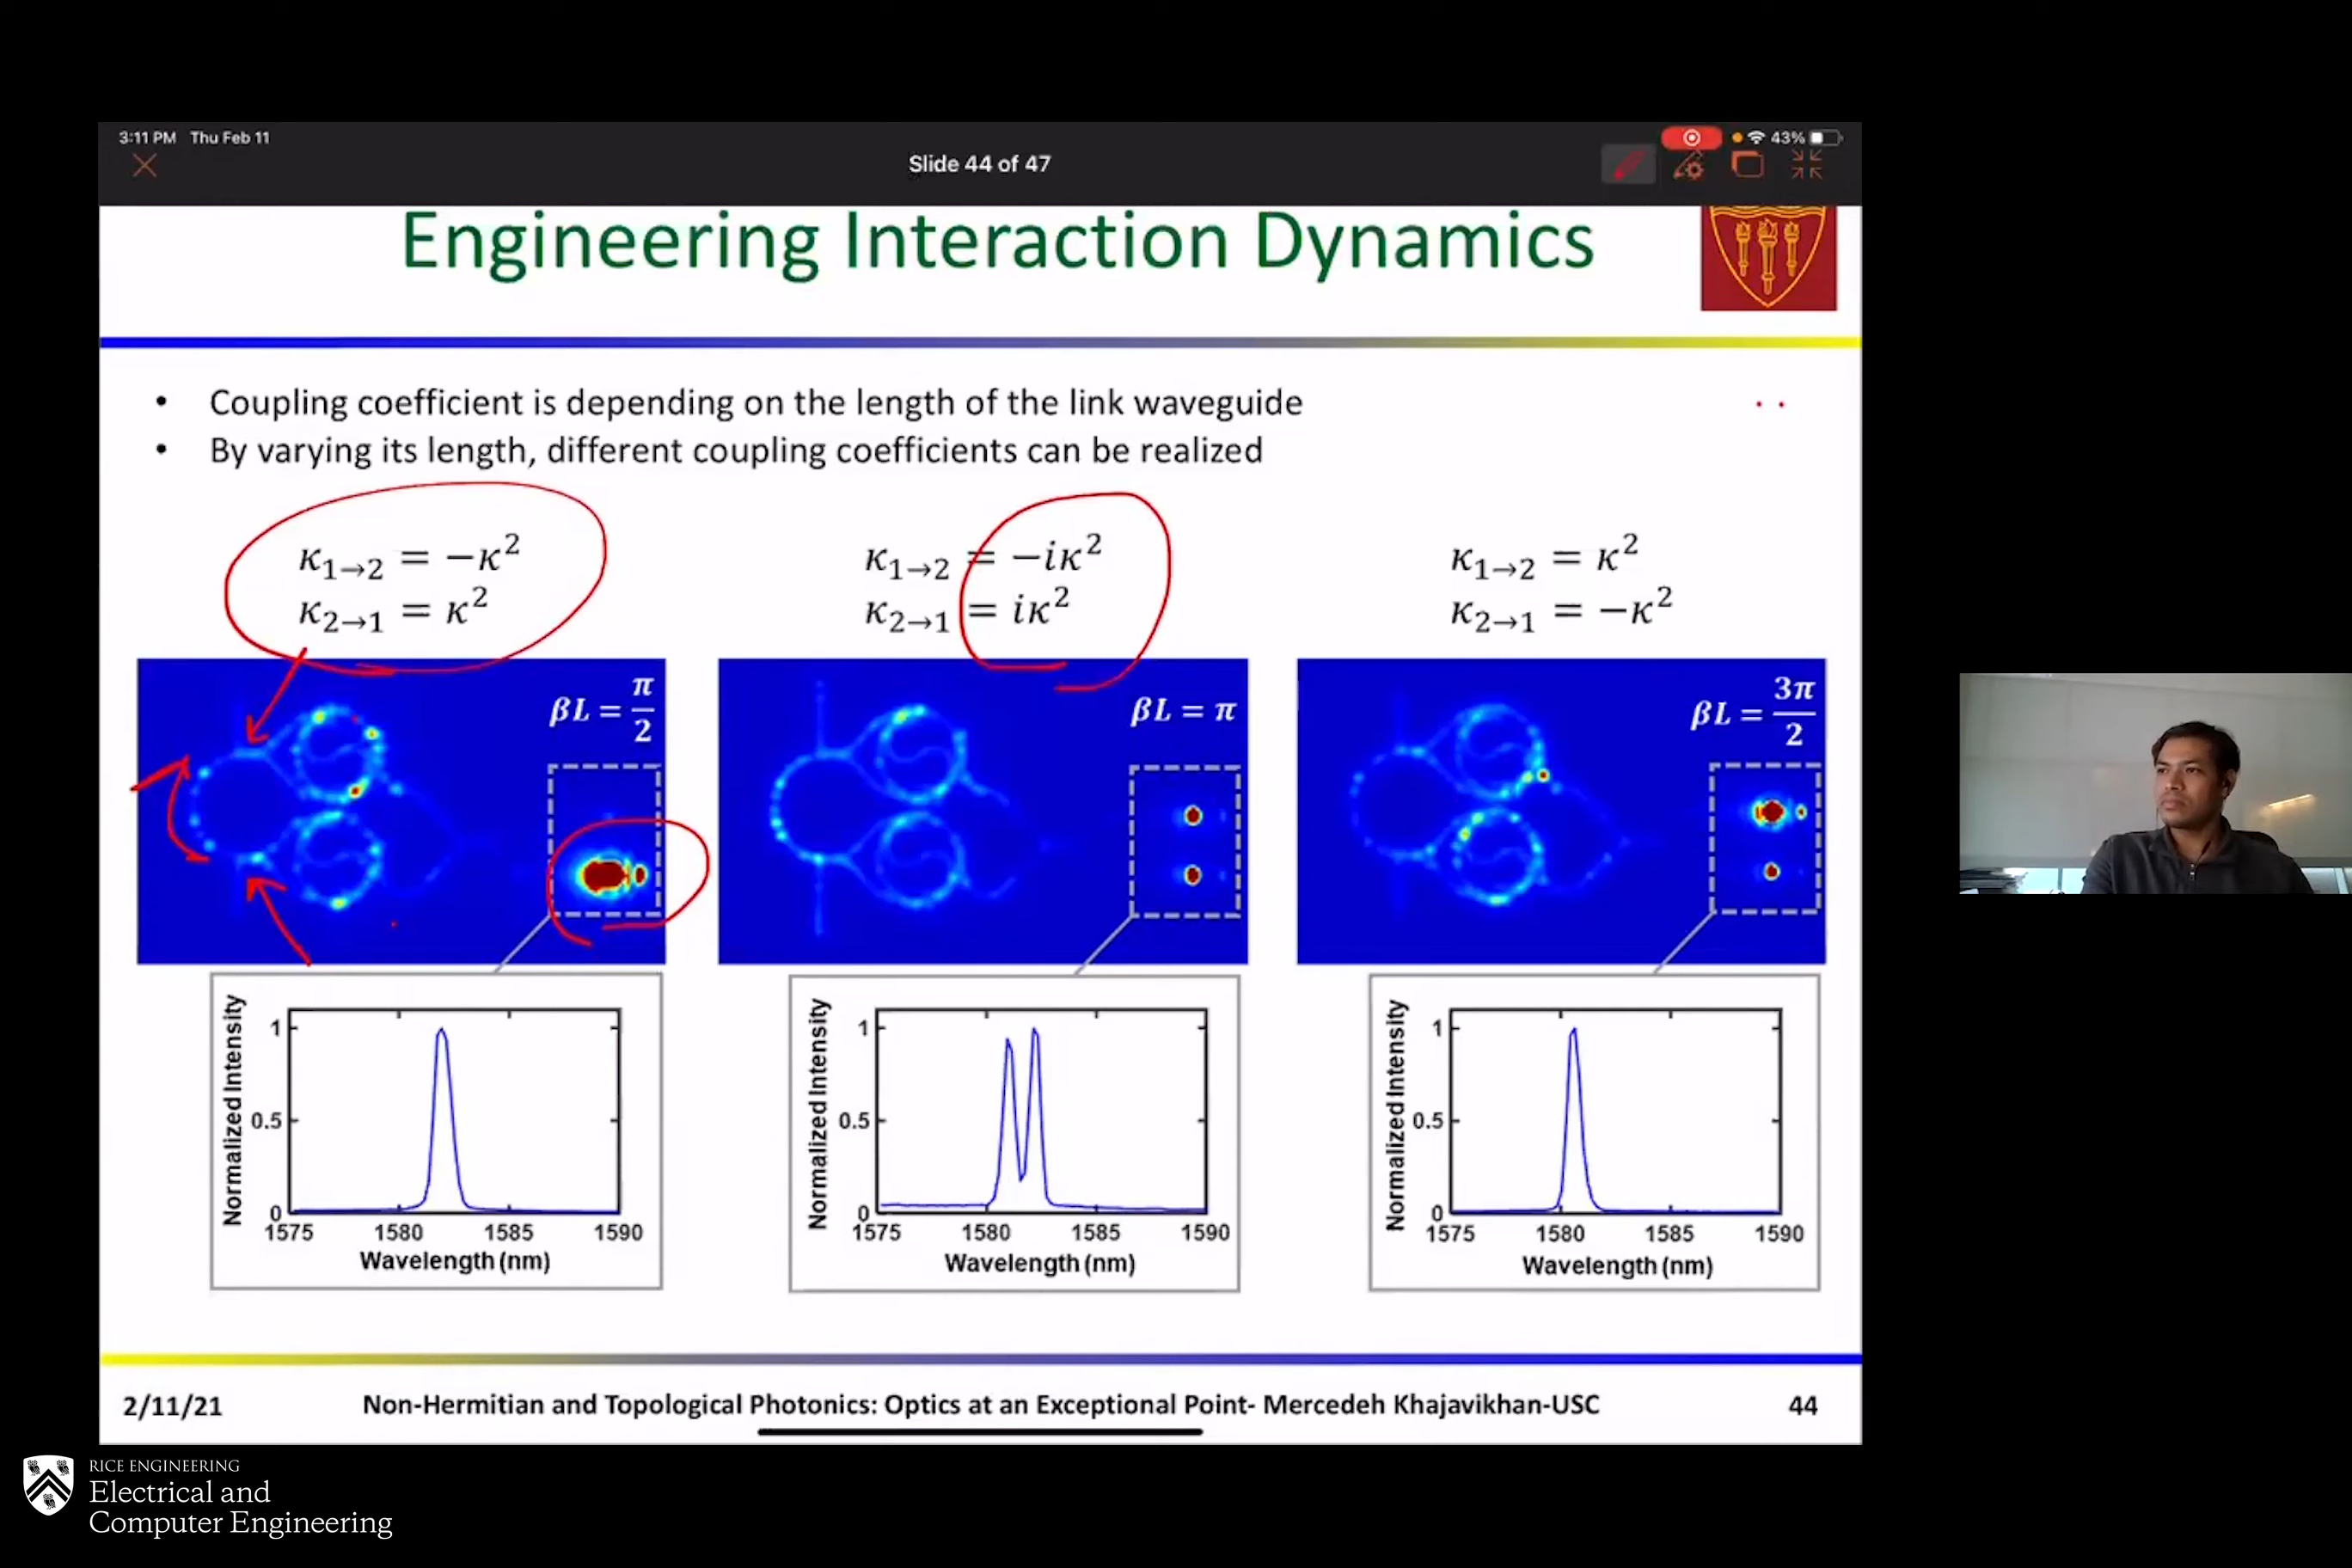 3:11 PM Thu Feb 11
43%
Slide 44 of 47
Engineering Interaction Dynamics
• Coupling coefficient is depending on the length of the link waveguide
• By varying its length, different coupling coefficients can be realized
κ₁→₂ = −κ²
κ₂→₁ = κ²
κ₁→₂ = −iκ²
κ₂→₁ = iκ²
κ₁→₂ = κ²
κ₂→₁ = −κ²
βL = π/2
βL = π
βL = 3π/2
Normalized Intensity
1
0.5
0
1575 1580 1585 1590
Wavelength (nm)
Normalized Intensity
1
0.5
0
1575 1580 1585 1590
Wavelength (nm)
Normalized Intensity
1
0.5
0
1575 1580 1585 1590
Wavelength (nm)
2/11/21 Non-Hermitian and Topological Photonics: Optics at an Exceptional Point- Mercedeh Khajavikhan-USC 44
RICE ENGINEERING
Electrical and
Computer Engineering